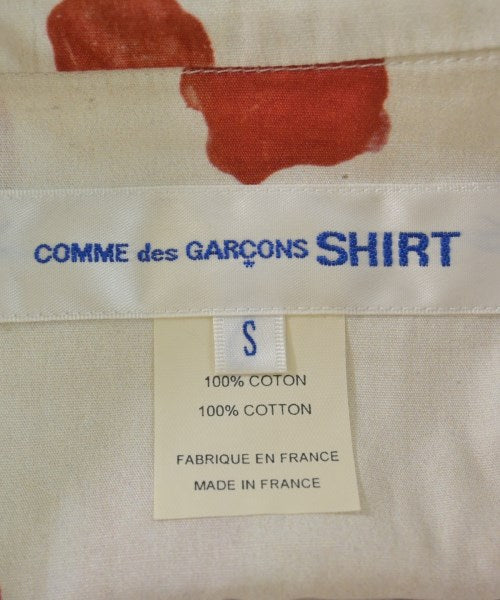 COMME des GARÇONS SHIRT
S
100% COTON
100% COTTON
FABRIQUE EN FRANCE
MADE IN FRANCE